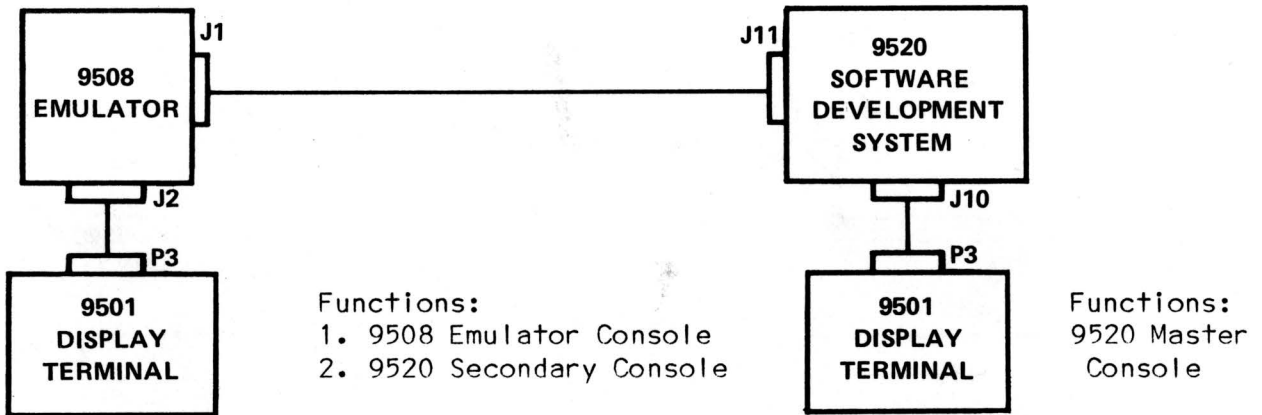 J1
9508
EMULATOR
J2
P3
9501
DISPLAY
TERMINAL
Functions:
1. 9508 Emulator Console
2. 9520 Secondary Console
J11
9520
SOFTWARE
DEVELOPMENT
SYSTEM
J10
P3
9501
DISPLAY
TERMINAL
Functions:
9520 Master
Console